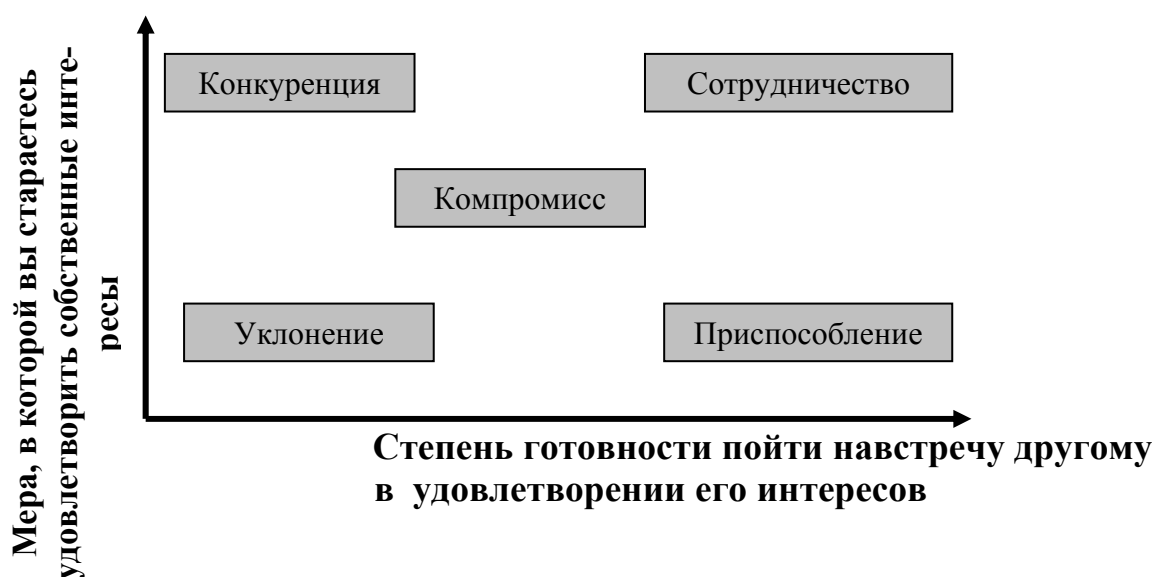 Мера, в которой вы стараетесь
удовлетворить собственные инте-
ресы
Конкуренция
Сотрудничество
Компромисс
Уклонение
Приспособление
Степень готовности пойти навстречу другому
в удовлетворении его интересов